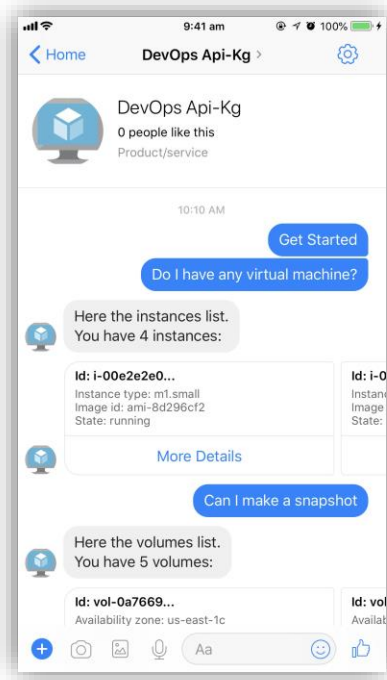 9:41 am
100%
Home
DevOps Api-Kg
DevOps Api-Kg
0 people like this
Product/service
10:10 AM
Get Started
Do I have any virtual machine?
Here the instances list.
You have 4 instances:
Id: i-00e2e2e0...
Instance type: m1.small
Image id: ami-8d296cf2
State: running
More Details
Id: i-0
Instan
Image
State:
Can I make a snapshot
Here the volumes list.
You have 5 volumes:
Id: vol-0a7669...
Availability zone: us-east-1c
Id: vol
Availab
Aa